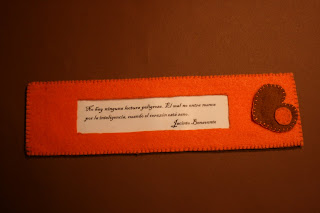 No hay ninguna lectura peligrosa. El mal no entra nunca
por la inteligencia, cuando el corazón está sano.
Jacinto Benavente